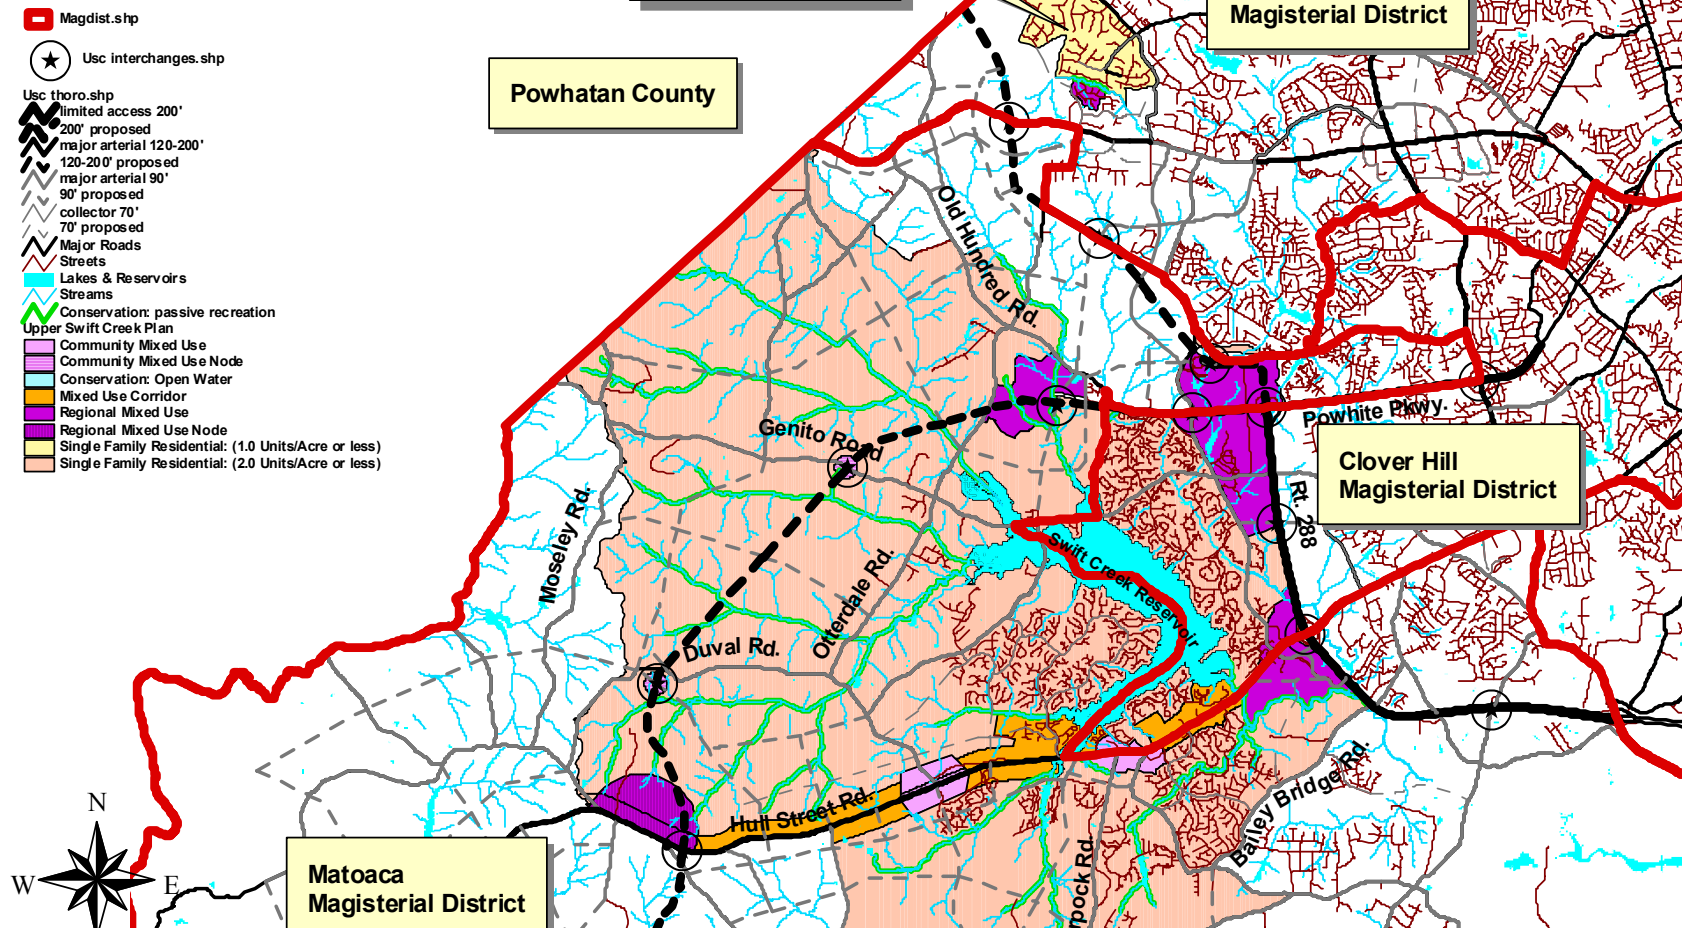 Magdist.shp
Usc interchanges.shp
Usc thoro.shp
limited access 200'
200' proposed
major arterial 120-200'
120-200' proposed
major arterial 90'
90' proposed
collector 70'
70' proposed
Major Roads
Streets
Lakes & Reservoirs
Streams
Conservation: passive recreation
Upper Swift Creek Plan
Community Mixed Use
Community Mixed Use Node
Conservation: Open Water
Mixed Use Corridor
Regional Mixed Use
Regional Mixed Use Node
Single Family Residential: (1.0 Units/Acre or less)
Single Family Residential: (2.0 Units/Acre or less)
Magisterial District
Powhatan County
Old Hundred Rd.
Powhite Pkwy.
Genito Road
Clover Hill
Magisterial District
Rt. 288
Moseley Rd.
Swift Creek Reservoir
Otterdale Rd.
Duval Rd.
Hull Street Rd.
Bailey Bridge Rd.
pock Rd.
Matoaca
Magisterial District
N
W
E